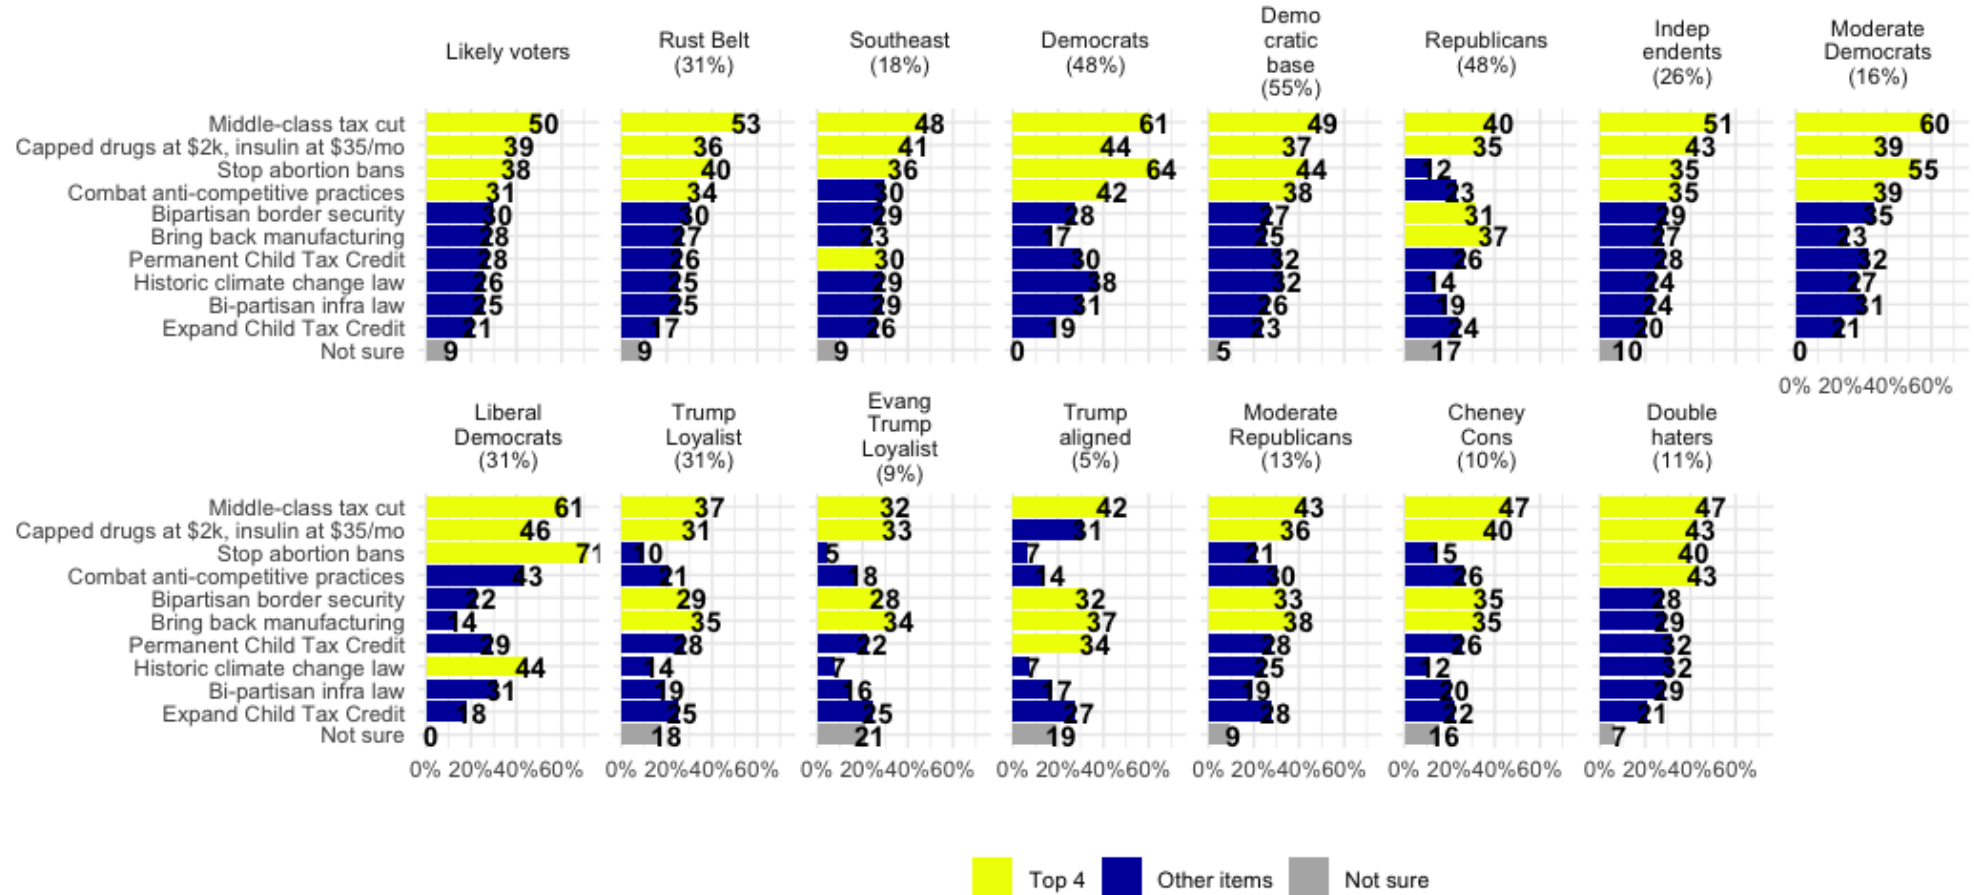 Likely voters
Rust Belt
(31%)
Southeast
(18%)
Democrats
(48%)
Demo
cratic
base
(55%)
Republicans
(48%)
Indep
endents
(26%)
Moderate
Democrats
(16%)
Middle-class tax cut 50 53 48 61 49 40 51 60
Capped drugs at $2k, insulin at $35/mo 39 36 41 44 37 35 43 39
Stop abortion bans 38 40 36 64 44 12 35 55
Combat anti-competitive practices 31 34 30 42 38 23 35 39
Bipartisan border security 30 30 29 28 27 31 29 35
Bring back manufacturing 28 27 23 17 25 37 27 23
Permanent Child Tax Credit 28 26 30 30 32 26 28 32
Historic climate change law 26 25 29 38 32 14 24 27
Bi-partisan infra law 25 25 29 31 26 19 24 31
Expand Child Tax Credit 21 17 26 19 23 24 20 21
Not sure 9 9 9 0 5 17 10 0
0% 20%40%60%
Liberal
Democrats
(31%)
Trump
Loyalist
(31%)
Evang
Trump
Loyalist
(9%)
Trump
aligned
(5%)
Moderate
Republicans
(13%)
Cheney
Cons
(10%)
Double
haters
(11%)
Middle-class tax cut 61 37 32 42 43 47 47
Capped drugs at $2k, insulin at $35/mo 46 31 33 31 36 40 43
Stop abortion bans 71 10 5 7 21 15 40
Combat anti-competitive practices 43 21 18 14 30 26 43
Bipartisan border security 22 29 28 32 33 35 28
Bring back manufacturing 14 35 34 37 38 35 29
Permanent Child Tax Credit 29 28 22 34 28 26 32
Historic climate change law 44 14 7 7 25 12 32
Bi-partisan infra law 31 19 16 17 19 20 29
Expand Child Tax Credit 18 25 25 27 28 22 21
Not sure 0 18 21 19 9 16 7
0% 20%40%60% 0% 20%40%60% 0% 20%40%60% 0% 20%40%60% 0% 20%40%60% 0% 20%40%60% 0% 20%40%60%
Top 4 Other items Not sure